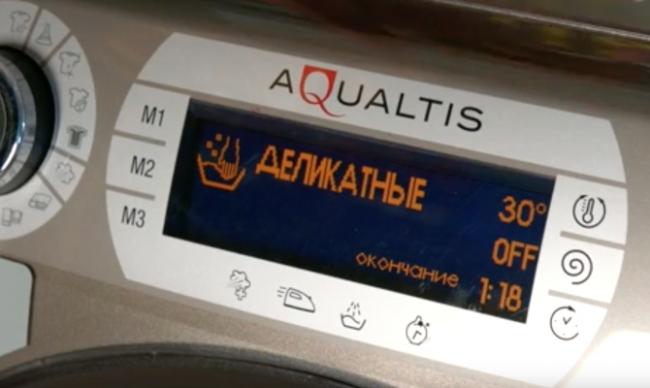 AQUALTIS
M1
M2
M3
ДЕЛИКАТНЫЕ
30°
OFF
окончание 1:18